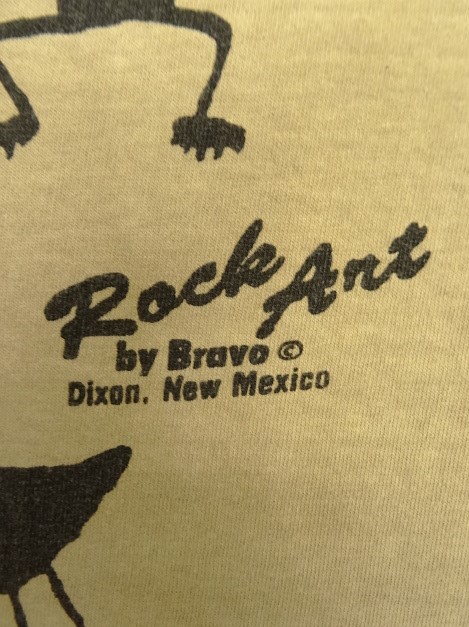 Rock Art
by Bravo ©
Dixon. New Mexico